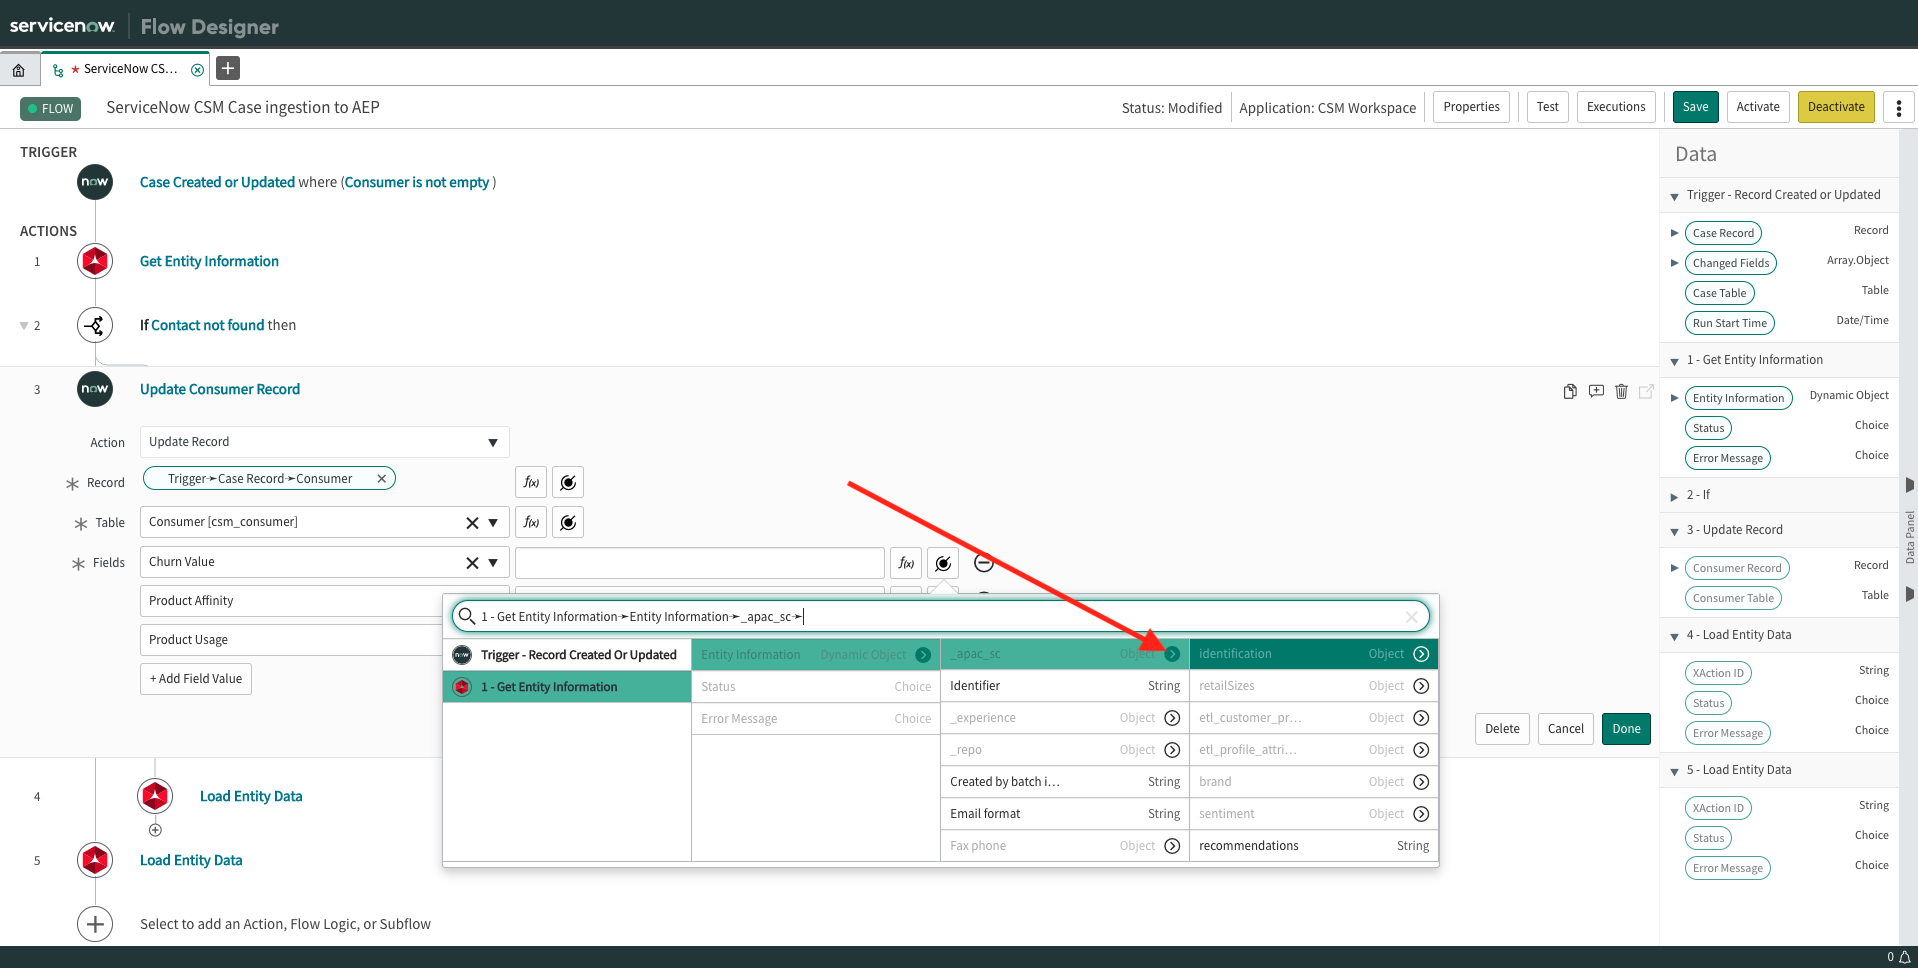 servicenow Flow Designer
★ ServiceNow CS...
FLOW ServiceNow CSM Case ingestion to AEP Status: Modified Application: CSM Workspace Properties Test Executions Save Activate Deactivate
TRIGGER
now Case Created or Updated where (Consumer is not empty )
ACTIONS
1 Get Entity Information
2 If Contact not found then
3 now Update Consumer Record
Action Update Record
Record Trigger➛Case Record➛Consumer f(x)
Table Consumer [csm_consumer] f(x)
Fields Churn Value f(x)
Product Affinity
Product Usage
+ Add Field Value
1 - Get Entity Information➛Entity Information➛_apac_sc➛
now Trigger - Record Created Or Updated
1 - Get Entity Information
Entity Information Dynamic Object
Status Choice
Error Message Choice
_apac_sc Object
Identifier String
_experience Object
_repo Object
Created by batch i... String
Email format String
Fax phone Object
identification Object
retailSizes Object
etl_customer_pr... Object
etl_profile_attri... Object
brand Object
sentiment Object
recommendations String
Delete Cancel Done
4 Load Entity Data
5 Load Entity Data
Select to add an Action, Flow Logic, or Subflow
Data
Trigger - Record Created or Updated
Case Record Record
Changed Fields Array.Object
Case Table Table
Run Start Time Date/Time
1 - Get Entity Information
Entity Information Dynamic Object
Status Choice
Error Message Choice
2 - If
3 - Update Record
Consumer Record Record
Consumer Table Table
4 - Load Entity Data
XAction ID String
Status Choice
Error Message Choice
5 - Load Entity Data
XAction ID String
Status Choice
Error Message Choice
Data Panel
0